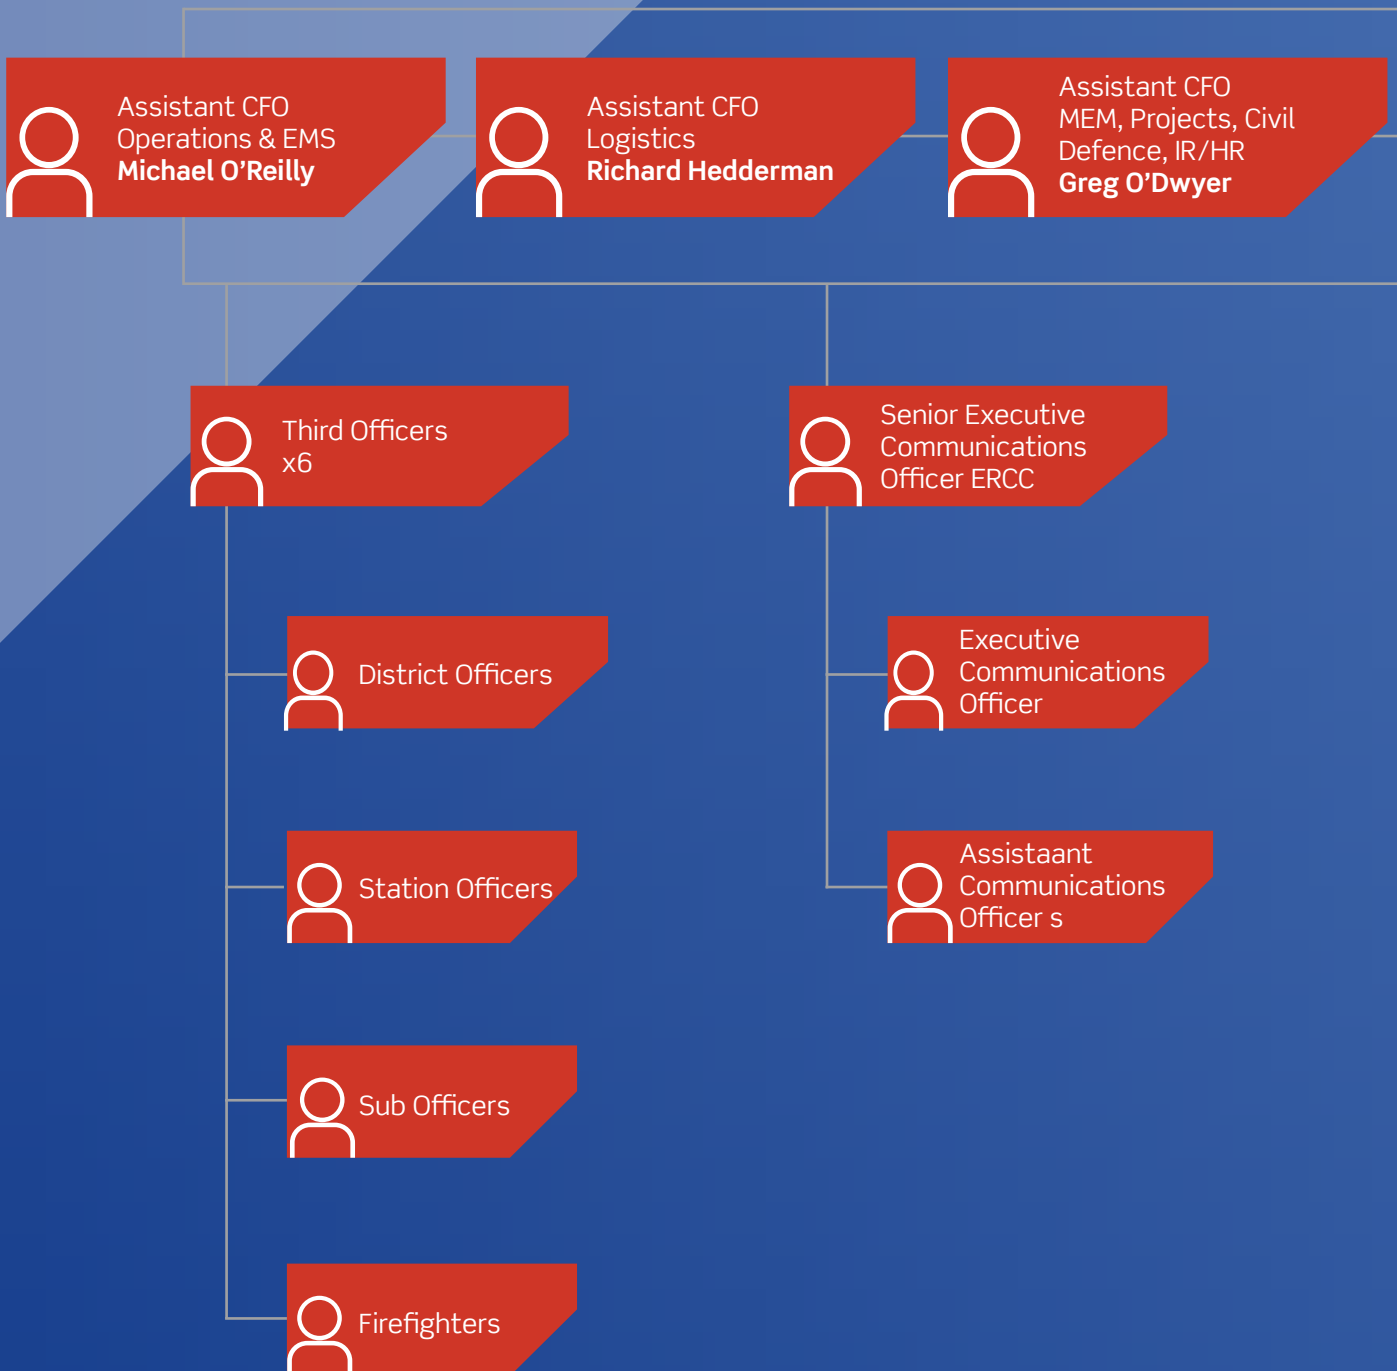 Assistant CFO
Operations & EMS
Michael O'Reilly
Assistant CFO
Logistics
Richard Hedderman
Assistant CFO
MEM, Projects, Civil
Defence, IR/HR
Greg O'Dwyer
Third Officers
x6
Senior Executive
Communications
Officer ERCC
District Officers
Executive
Communications
Officer
Station Officers
Assistaant
Communications
Officer s
Sub Officers
Firefighters